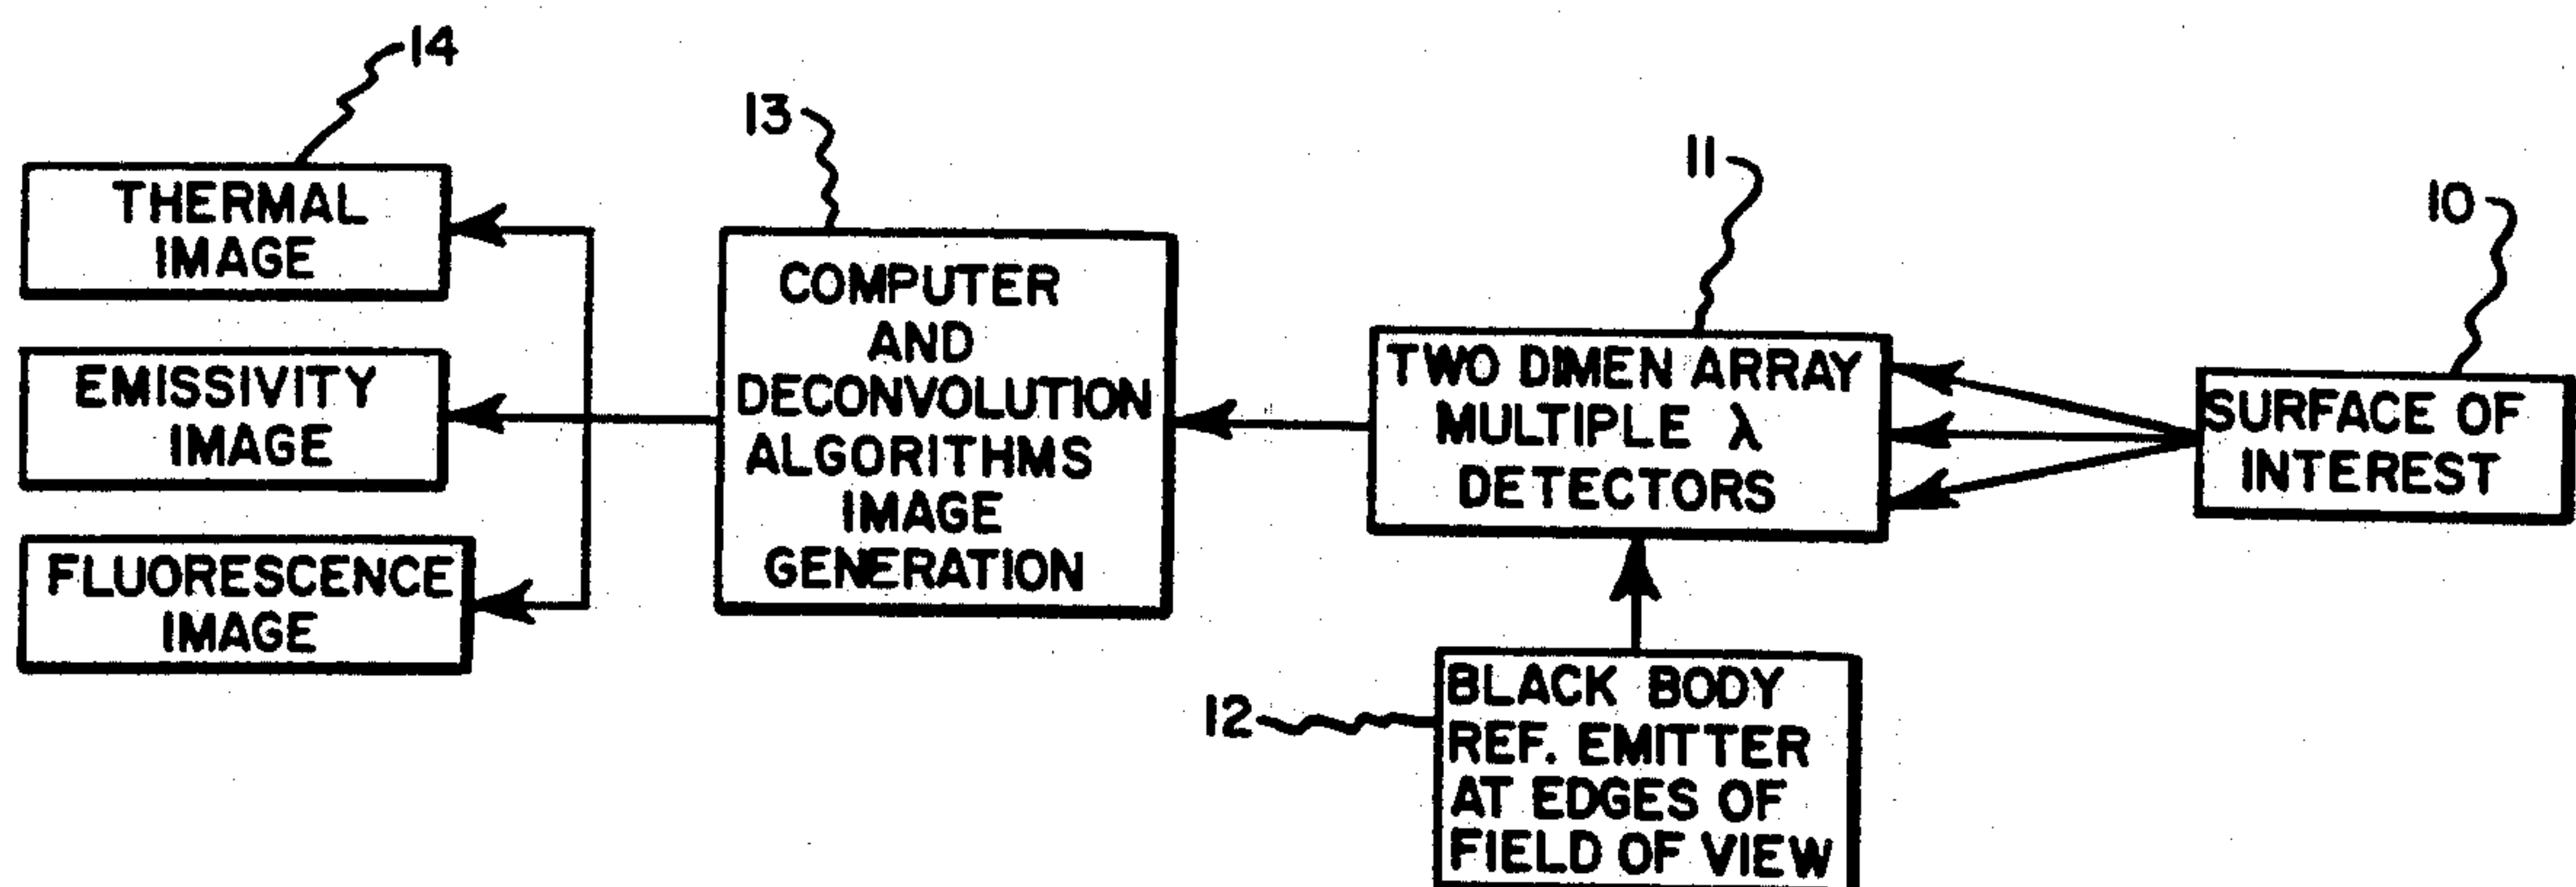 14
THERMAL
IMAGE
EMISSIVITY
IMAGE
FLUORESCENCE
IMAGE
13
COMPUTER
AND
DECONVOLUTION
ALGORITHMS
IMAGE
GENERATION
11
TWO DIMEN ARRAY
MULTIPLE λ
DETECTORS
12
BLACK BODY
REF. EMITTER
AT EDGES OF
FIELD OF VIEW
10
SURFACE OF
INTEREST